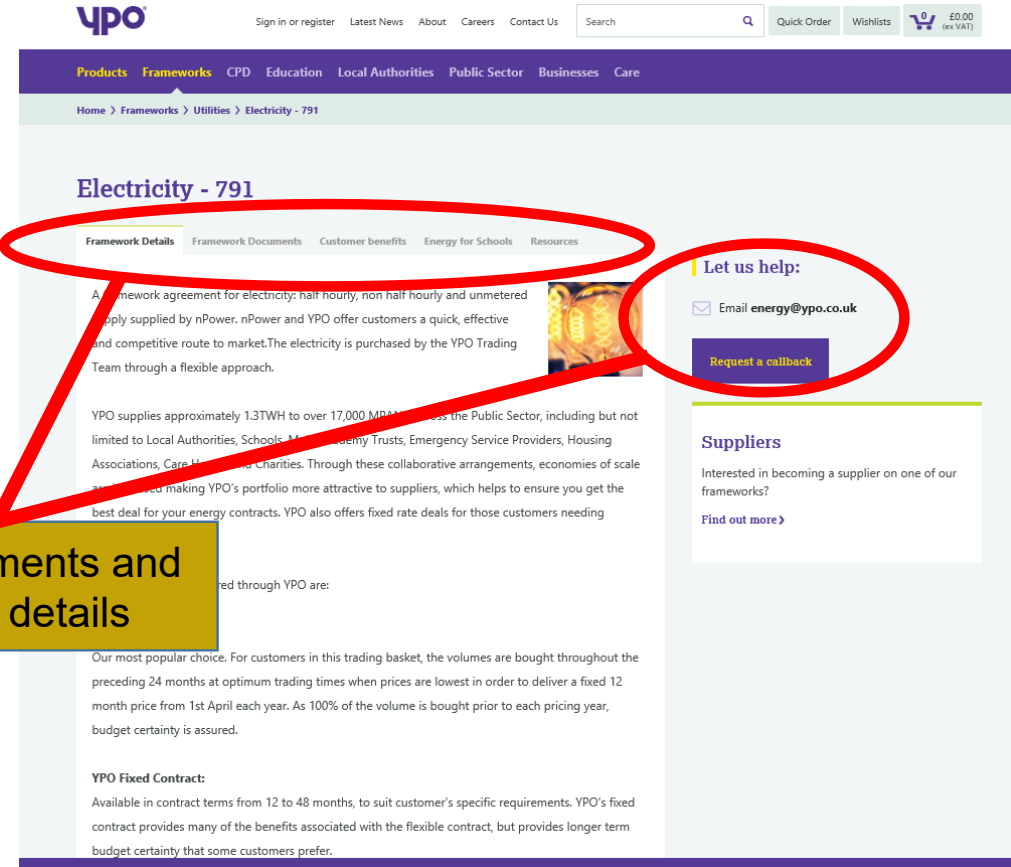 YPO
Sign in or register Latest News About Careers Contact Us Search Quick Order Wishlists 0 £0.00
(ex VAT)
Products Frameworks CPD Education Local Authorities Public Sector Businesses Care
Home > Frameworks > Utilities > Electricity - 791
Electricity - 791
Framework Details Framework Documents Customer benefits Energy for Schools Resources
A framework agreement for electricity: half hourly, non half hourly and unmetered
supply supplied by nPower. nPower and YPO offer customers a quick, effective
and competitive route to market.The electricity is purchased by the YPO Trading
Team through a flexible approach.
YPO supplies approximately 1.3TWH to over 17,000 MPANs across the Public Sector, including but not
limited to Local Authorities, Schools, Multi Academy Trusts, Emergency Service Providers, Housing
Associations, Care Homes and Charities. Through these collaborative arrangements, economies of scale
making YPO's portfolio more attractive to suppliers, which helps to ensure you get the
best deal for your energy contracts. YPO also offers fixed rate deals for those customers needing
ments and
details
red through YPO are:
Our most popular choice. For customers in this trading basket, the volumes are bought throughout the
preceding 24 months at optimum trading times when prices are lowest in order to deliver a fixed 12
month price from 1st April each year. As 100% of the volume is bought prior to each pricing year,
budget certainty is assured.
YPO Fixed Contract:
Available in contract terms from 12 to 48 months, to suit customer's specific requirements. YPO's fixed
contract provides many of the benefits associated with the flexible contract, but provides longer term
budget certainty that some customers prefer.
Let us help:
Email energy@ypo.co.uk
Request a callback
Suppliers
Interested in becoming a supplier on one of our
frameworks?
Find out more >